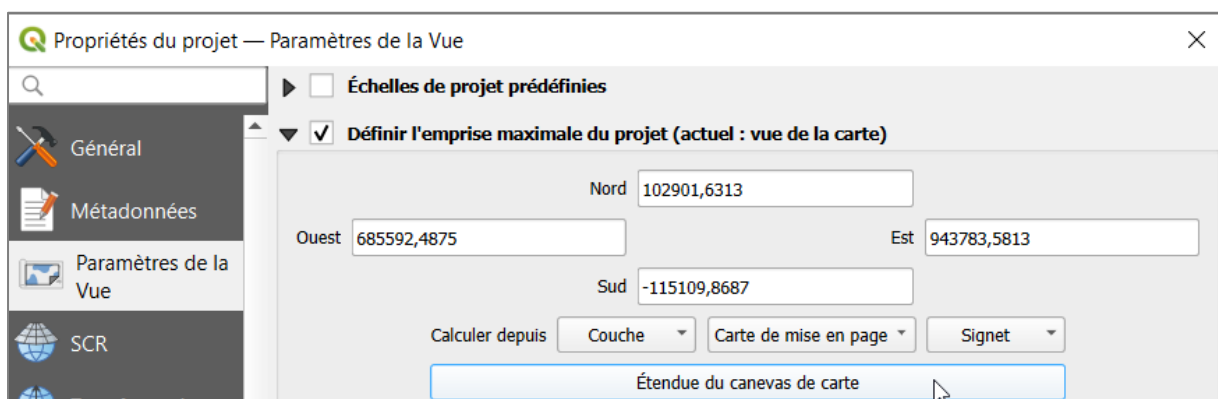 Propriétés du projet — Paramètres de la Vue
Général
Métadonnées
Paramètres de la
Vue
SCR
Échelles de projet prédéfinies
Définir l'emprise maximale du projet (actuel : vue de la carte)
Nord 102901,6313
Ouest 685592,4875 Est 943783,5813
Sud -115109,8687
Calculer depuis Couche Carte de mise en page Signet
Étendue du canevas de carte